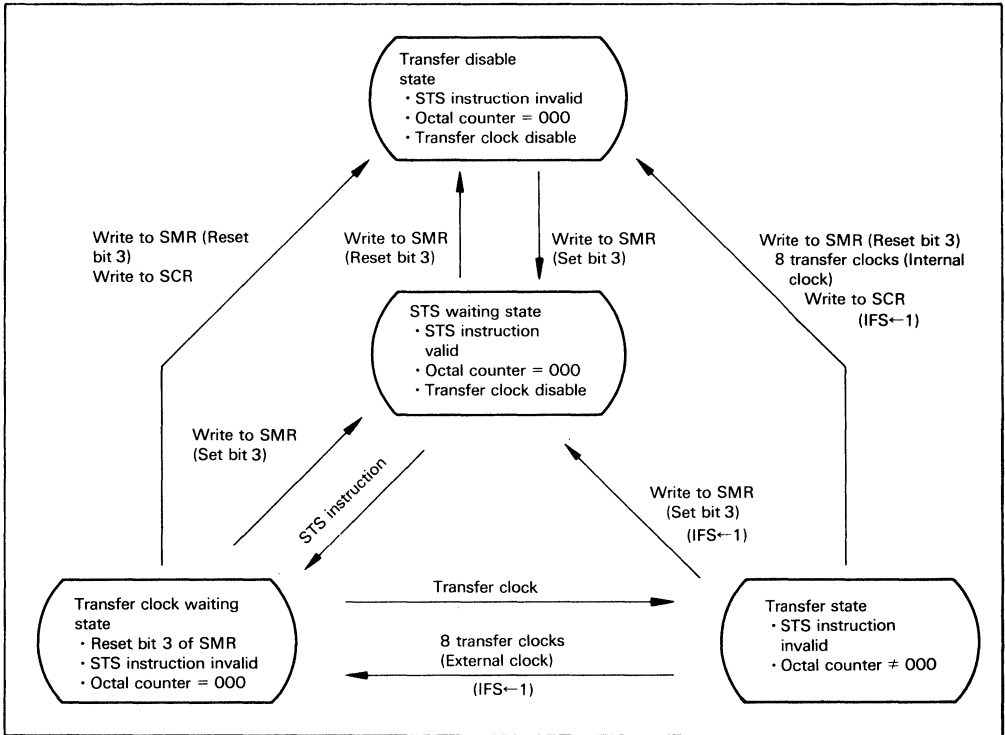 Transfer disable
state
· STS instruction invalid
· Octal counter = 000
· Transfer clock disable
Write to SMR (Reset
bit 3)
Write to SCR
Write to SMR
(Reset bit 3)
Write to SMR
(Set bit 3)
Write to SMR (Reset bit 3)
8 transfer clocks (Internal
clock)
Write to SCR
(IFS←1)
STS waiting state
· STS instruction
valid
· Octal counter = 000
· Transfer clock disable
Write to SMR
(Set bit 3)
STS instruction
Write to SMR
(Set bit 3)
(IFS←1)
Transfer clock waiting
state
· Reset bit 3 of SMR
· STS instruction invalid
· Octal counter = 000
Transfer clock
8 transfer clocks
(External clock)
(IFS←1)
Transfer state
· STS instruction
invalid
· Octal counter ≠ 000